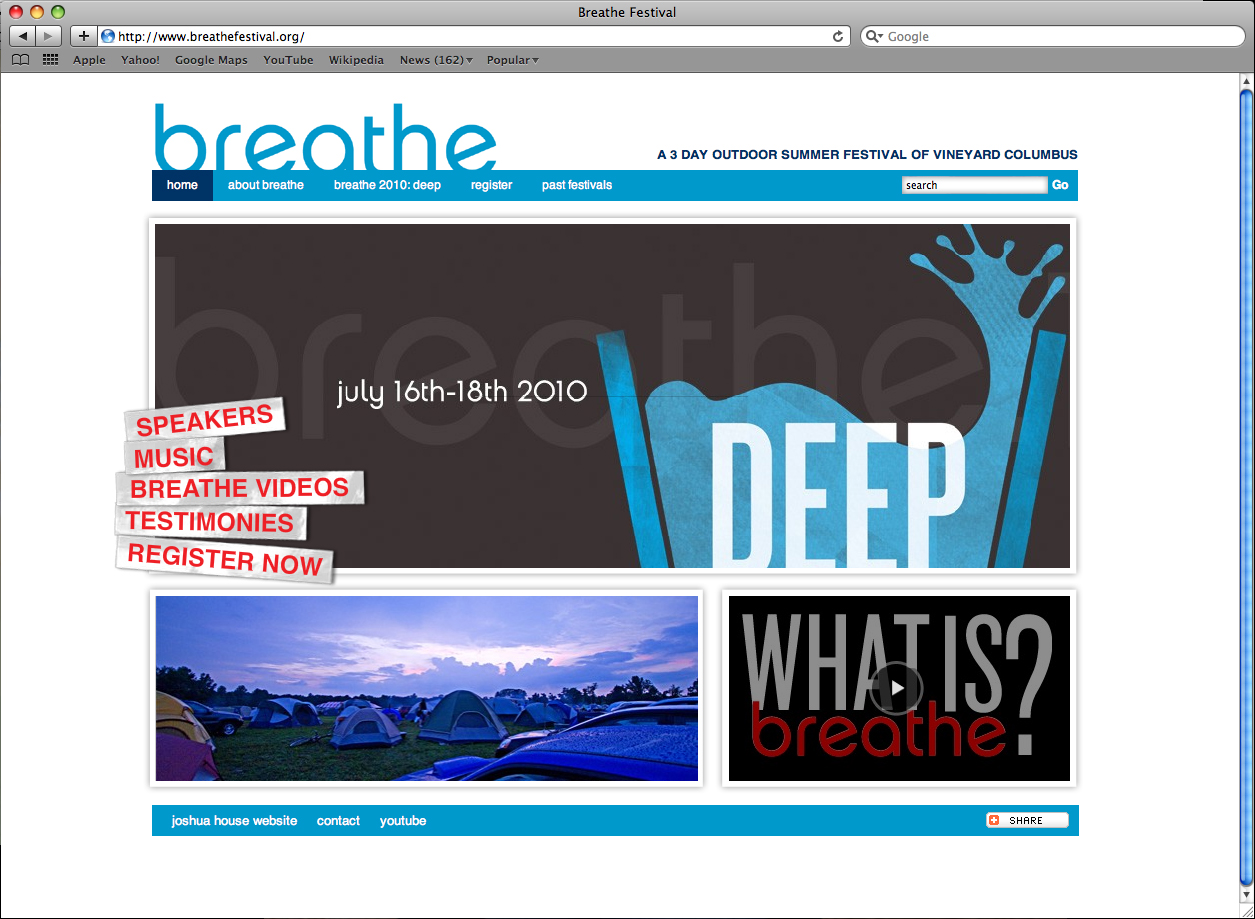 Breathe Festival
http://www.breathefestival.org/
Google
Apple Yahoo! Google Maps YouTube Wikipedia News (162) Popular
breathe
A 3 DAY OUTDOOR SUMMER FESTIVAL OF VINEYARD COLUMBUS
home about breathe breathe 2010: deep register past festivals search Go
breathe t
july 16th-18th 2010
DEEP
SPEAKERS
MUSIC
BREATHE VIDEOS
TESTIMONIES
REGISTER NOW
WHAT IS?
breathe
joshua house website contact youtube SHARE